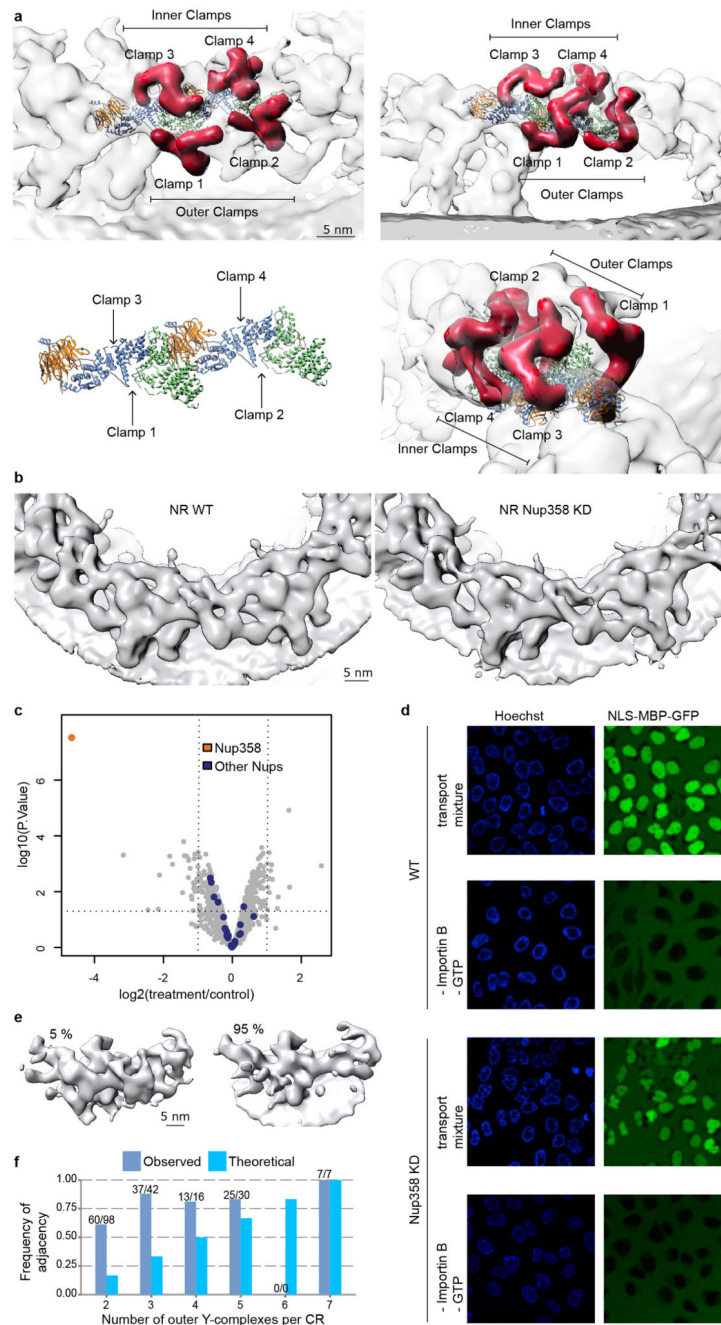 a
Inner Clamps
Clamp 3
Clamp 4
Clamp 1
Clamp 2
Outer Clamps
5 nm
Inner Clamps
Clamp 3
Clamp 4
Clamp 1
Clamp 2
Outer Clamps
Clamp 3
Clamp 4
Clamp 1
Clamp 2
Outer Clamps
Clamp 2
Clamp 1
Clamp 4
Clamp 3
Inner Clamps
b
NR WT
NR Nup358 KD
5 nm
c
Nup358
Other Nups
log10(P.Value)
6
4
2
0
-4
-2
0
2
log2(treatment/control)
d
Hoechst
NLS-MBP-GFP
WT
transport
mixture
- Importin B
- GTP
Nup358 KD
transport
mixture
- Importin B
- GTP
e
5 %
95 %
5 nm
f
Observed
Theoretical
Frequency of
adjacency
1.00
0.75
0.50
0.25
0.00
60/98
37/42
13/16
25/30
0/0
7/7
2
3
4
5
6
7
Number of outer Y-complexes per CR